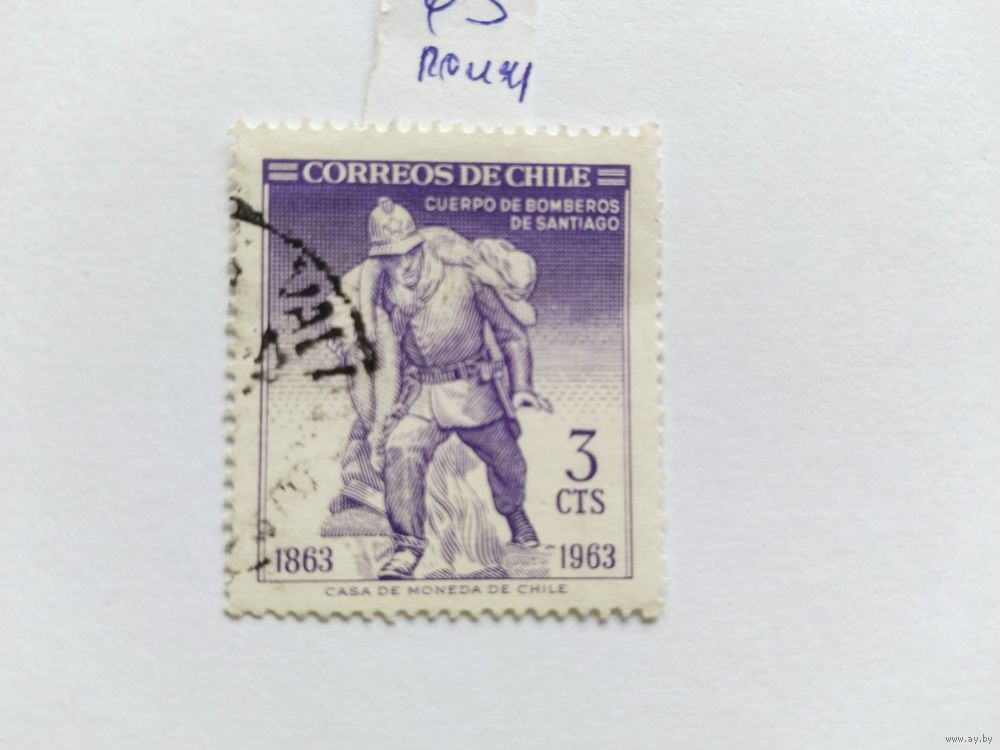 CORREOS DE CHILE
CUERPO DE BOMBEROS
DE SANTIAGO
3
CTS
1863
1963
CASA DE MONEDA DE CHILE
www.ay.by